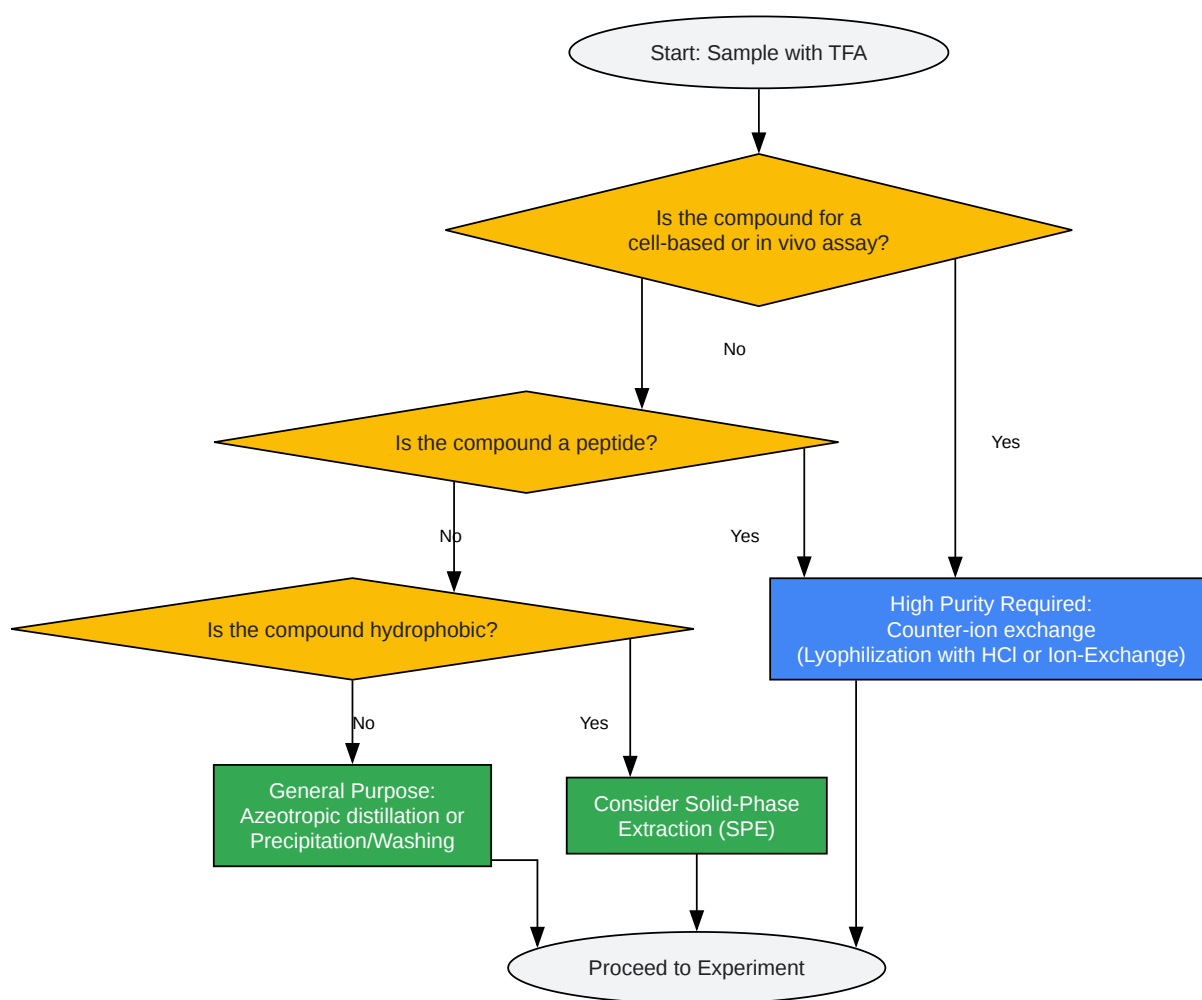 Start: Sample with TFA
Is the compound for a
cell-based or in vivo assay?
No
Is the compound a peptide?
Yes
No
Yes
High Purity Required:
Counter-ion exchange
(Lyophilization with HCl or Ion-Exchange)
Is the compound hydrophobic?
No
Yes
General Purpose:
Azeotropic distillation or
Precipitation/Washing
Consider Solid-Phase
Extraction (SPE)
Proceed to Experiment